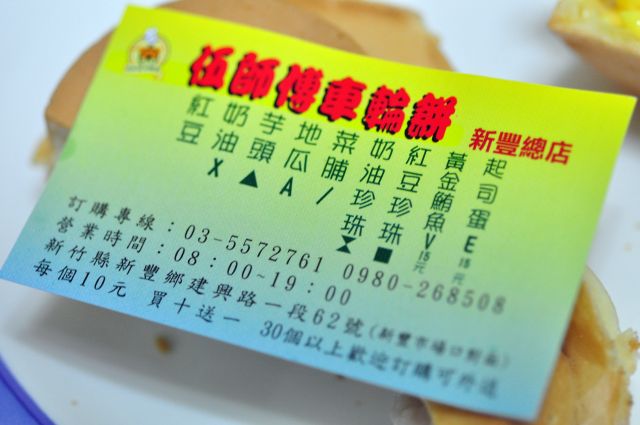 伍師傅車輪餅 新豐總店
紅豆
奶油 X
芋頭 ▲
地瓜 A
菜脯 /
奶油珍珠 ⧗
紅豆珍珠 ■
黃金鮪魚 V 15元
起司蛋 E 15元
訂購專線：03-5572761 0980-268508
營業時間：08：00~19：00
新竹縣新豐鄉建興路一段62號(新豐市場口對面)
每個10元 買十送一 30個以上歡迎訂購可外送